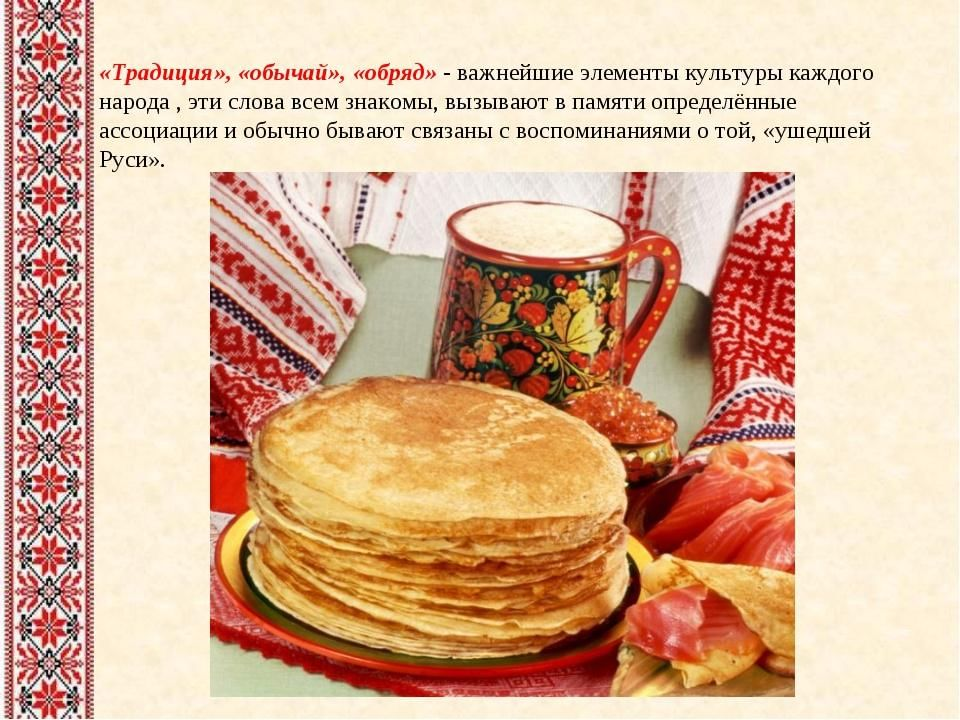 «Традиция», «обычай», «обряд» - важнейшие элементы культуры каждого
народа , эти слова всем знакомы, вызывают в памяти определённые
ассоциации и обычно бывают связаны с воспоминаниями о той, «ушедшей
Руси».